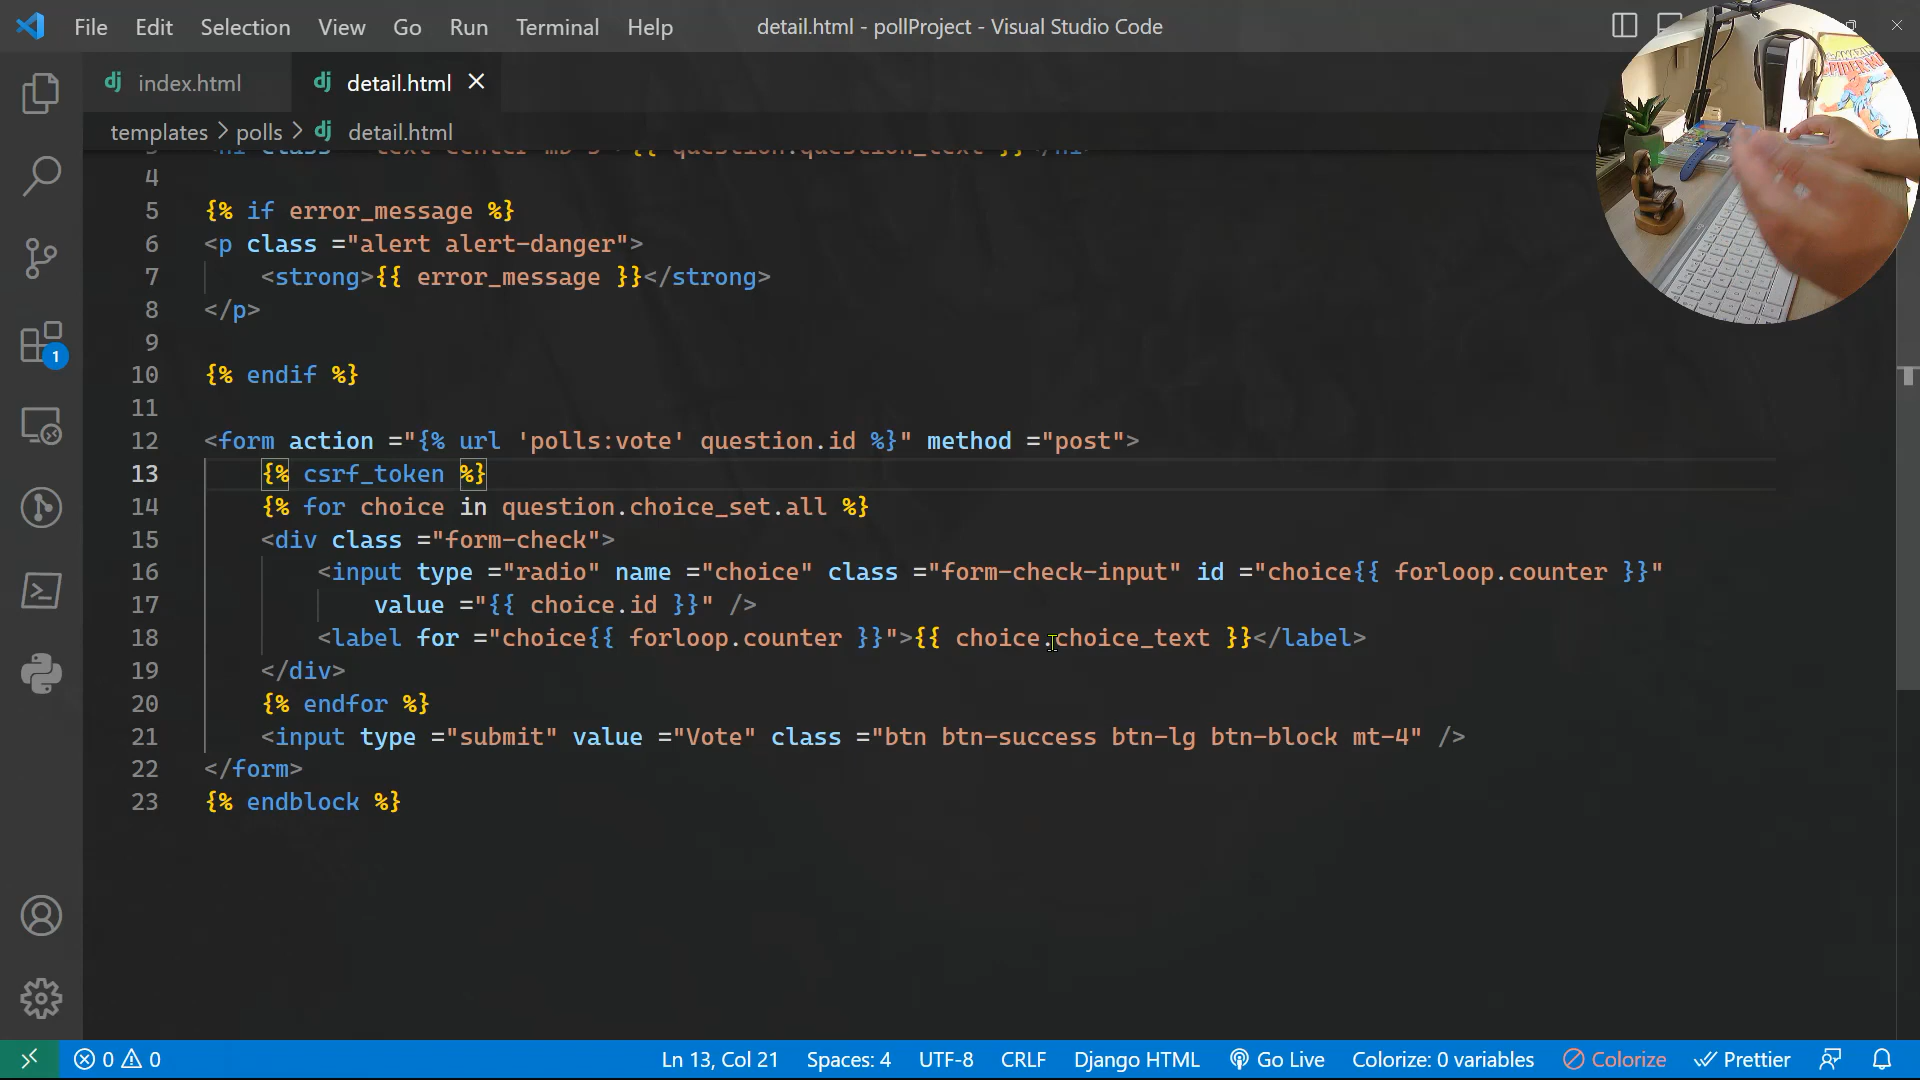 File Edit Selection View Go Run Terminal Help
detail.html - pollProject - Visual Studio Code
index.html
detail.html
templates > polls > detail.html
4
5 {% if error_message %}
6 <p class ="alert alert-danger">
7 <strong>{{ error_message }}</strong>
8 </p>
9
10 {% endif %}
11
12 <form action ="{% url 'polls:vote' question.id %}" method ="post">
13 {% csrf_token %}
14 {% for choice in question.choice_set.all %}
15 <div class ="form-check">
16 <input type ="radio" name ="choice" class ="form-check-input" id ="choice{{ forloop.counter }}"
17 value ="{{ choice.id }}" />
18 <label for ="choice{{ forloop.counter }}">{{ choice.choice_text }}</label>
19 </div>
20 {% endfor %}
21 <input type ="submit" value ="Vote" class ="btn btn-success btn-lg btn-block mt-4" />
22 </form>
23 {% endblock %}
1
0 0
Ln 13, Col 21 Spaces: 4 UTF-8 CRLF Django HTML Go Live Colorize: 0 variables Colorize Prettier